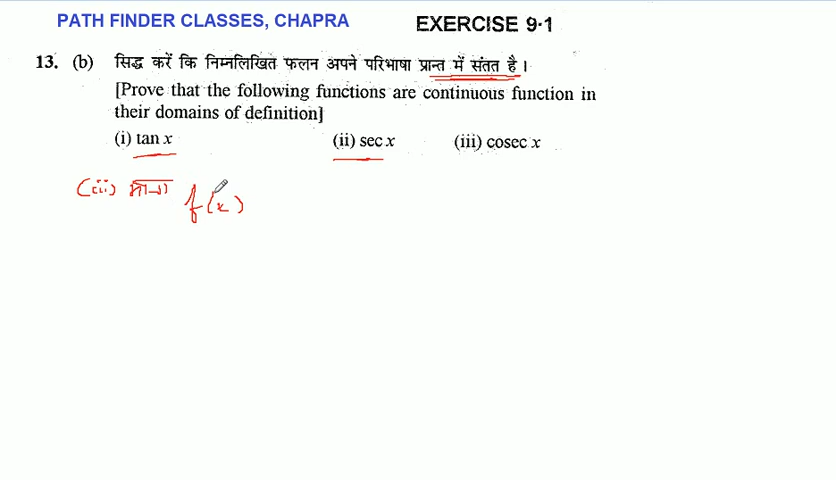 PATH FINDER CLASSES, CHAPRA EXERCISE 9·1
13. (b) सिद्ध करें कि निम्नलिखित फलन अपने परिभाषा प्रान्त में संतत है।
[Prove that the following functions are continuous function in
their domains of definition]
(i) tan x (ii) sec x (iii) cosec x
(ii) माना f(x)